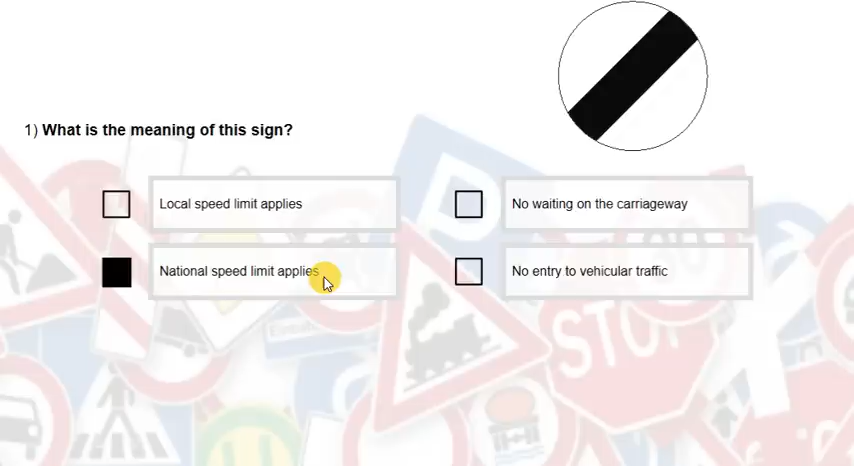 1) What is the meaning of this sign?
Local speed limit applies
No waiting on the carriageway
National speed limit applies
No entry to vehicular traffic
P
STOP